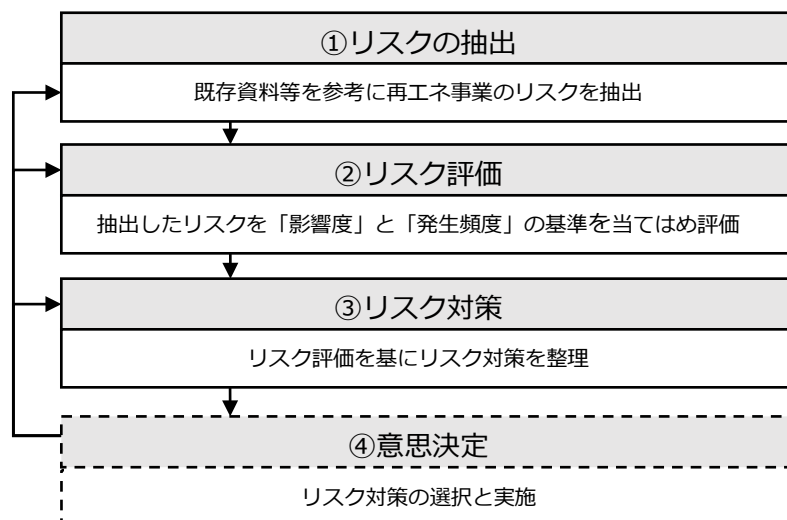 ①リスクの抽出
既存資料等を参考に再エネ事業のリスクを抽出
②リスク評価
抽出したリスクを「影響度」と「発生頻度」の基準を当てはめ評価
③リスク対策
リスク評価を基にリスク対策を整理
④意思決定
リスク対策の選択と実施